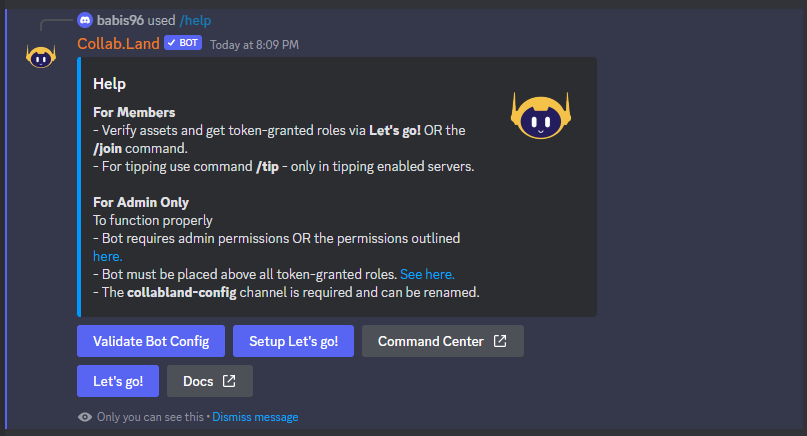 babis96 used /help
Collab.Land ✓ BOT Today at 8:09 PM
Help
For Members
- Verify assets and get token-granted roles via Let's go! OR the
/join command.
- For tipping use command /tip - only in tipping enabled servers.
For Admin Only
To function properly
- Bot requires admin permissions OR the permissions outlined
here.
- Bot must be placed above all token-granted roles. See here.
- The collabland-config channel is required and can be renamed.
Validate Bot Config Setup Let's go! Command Center
Let's go! Docs
Only you can see this • Dismiss message